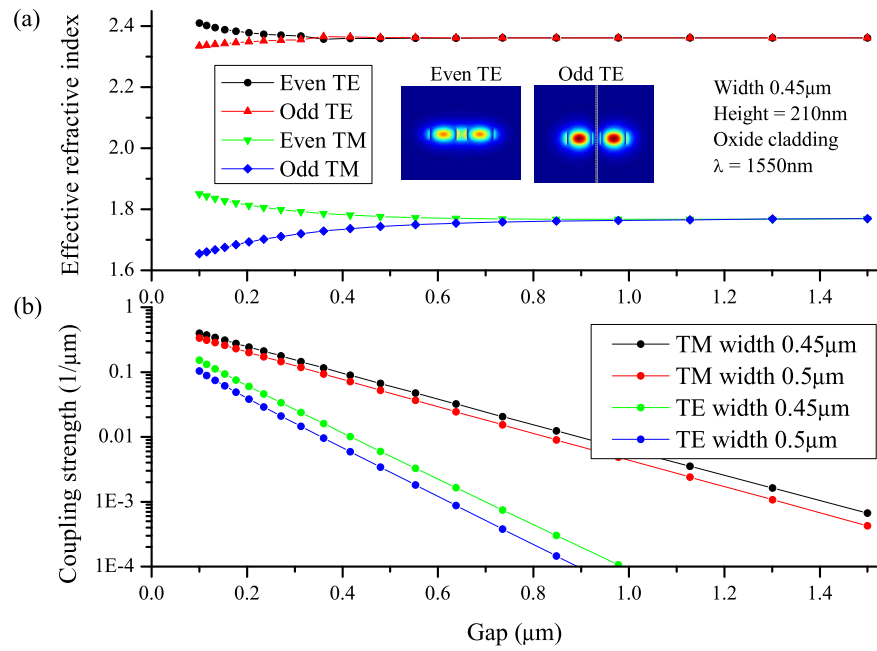 (a)
Effective refractive index
2.4
2.2
2.0
1.8
1.6
Even TE
Odd TE
Even TM
Odd TM
Even TE
Odd TE
Width 0.45μm
Height = 210nm
Oxide cladding
λ = 1550nm
0.0 0.2 0.4 0.6 0.8 1.0 1.2 1.4
(b)
Coupling strength (1/μm)
1
0.1
0.01
1E-3
1E-4
TM width 0.45μm
TM width 0.5μm
TE width 0.45μm
TE width 0.5μm
0.0 0.2 0.4 0.6 0.8 1.0 1.2 1.4
Gap (μm)